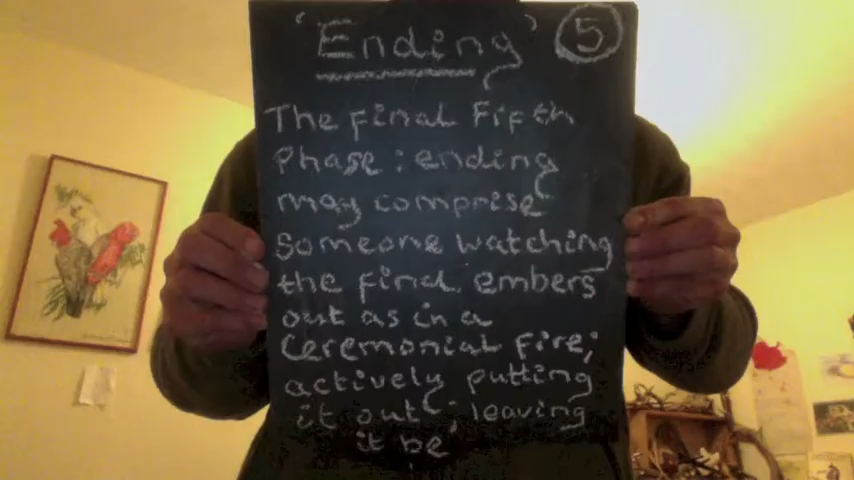 'Ending' 5
The final Fifth
Phase : ending
may comprise
Someone watching
the final embers
out as in a
Ceremonial fire;
actively putting
it out ; leaving
it be